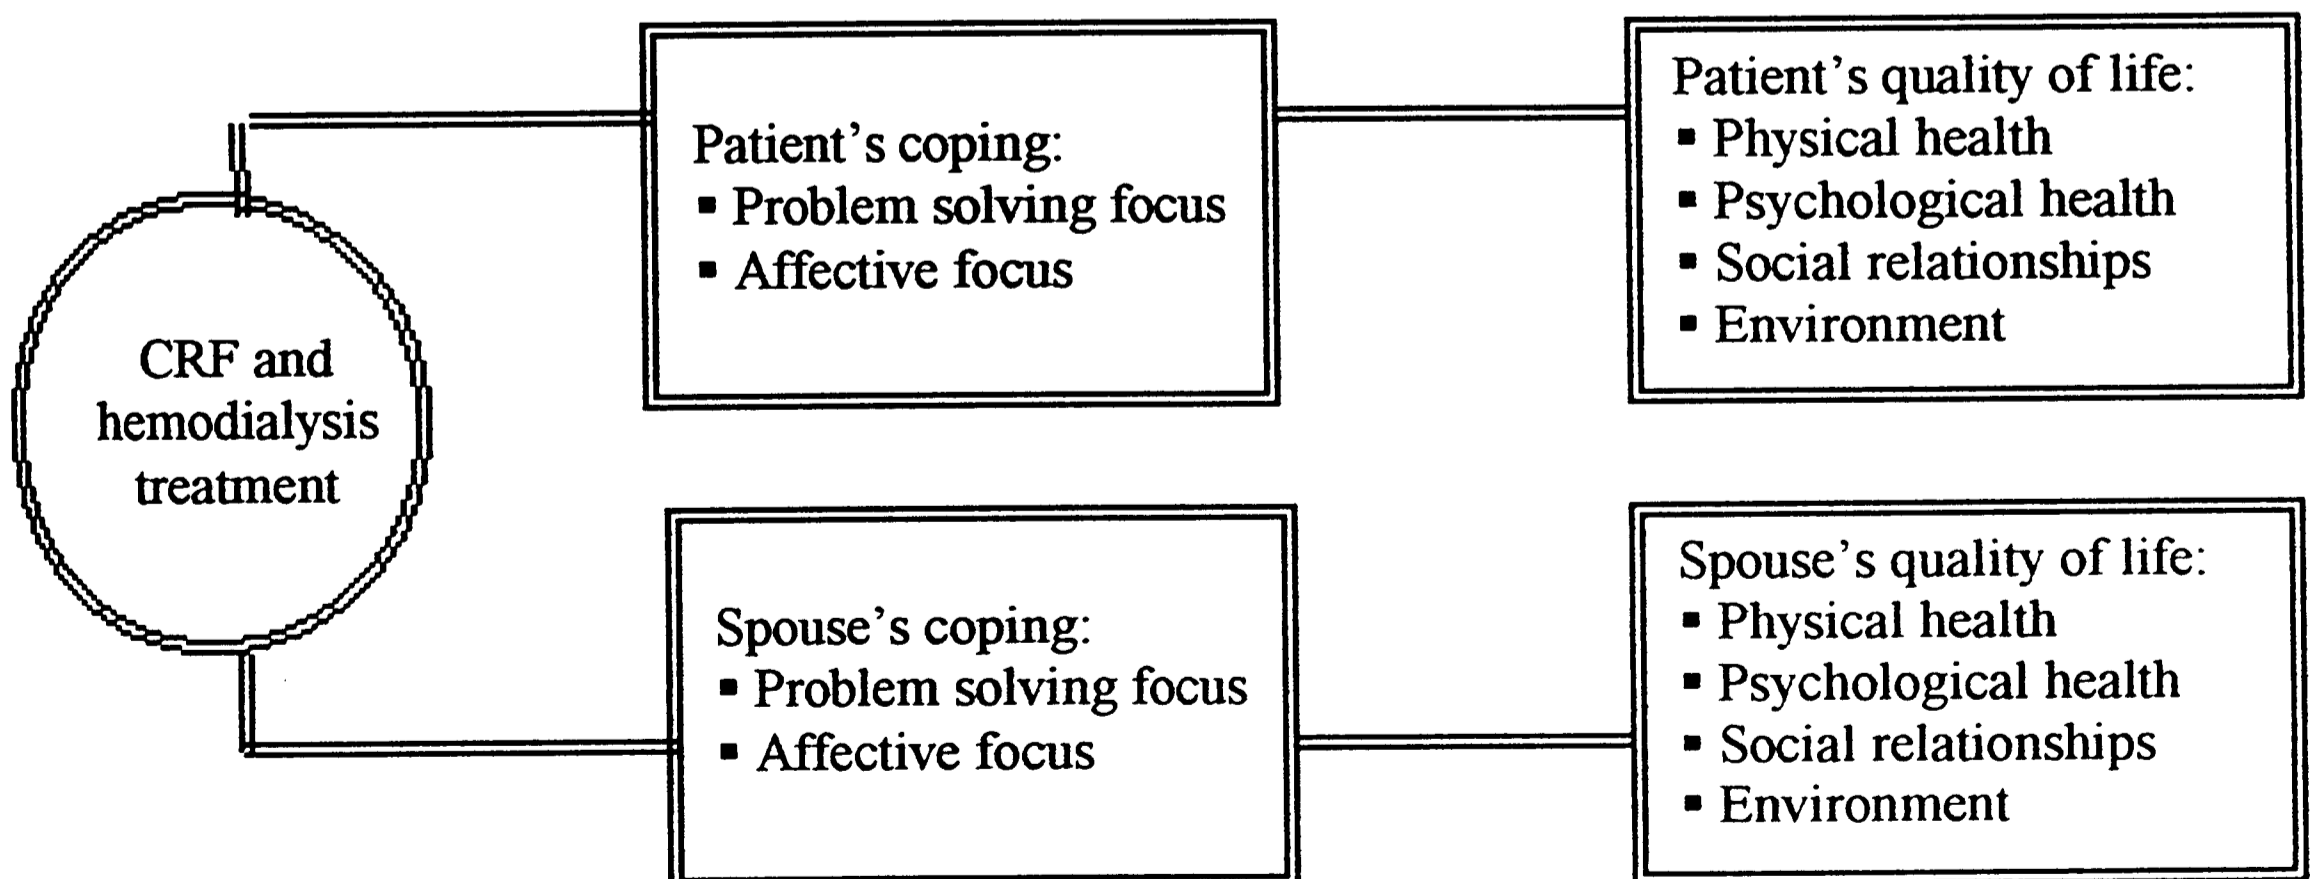 CRF and
hemodialysis
treatment
Patient's coping:
▪ Problem solving focus
▪ Affective focus
Patient's quality of life:
▪ Physical health
▪ Psychological health
▪ Social relationships
▪ Environment
Spouse's coping:
▪ Problem solving focus
▪ Affective focus
Spouse's quality of life:
▪ Physical health
▪ Psychological health
▪ Social relationships
▪ Environment